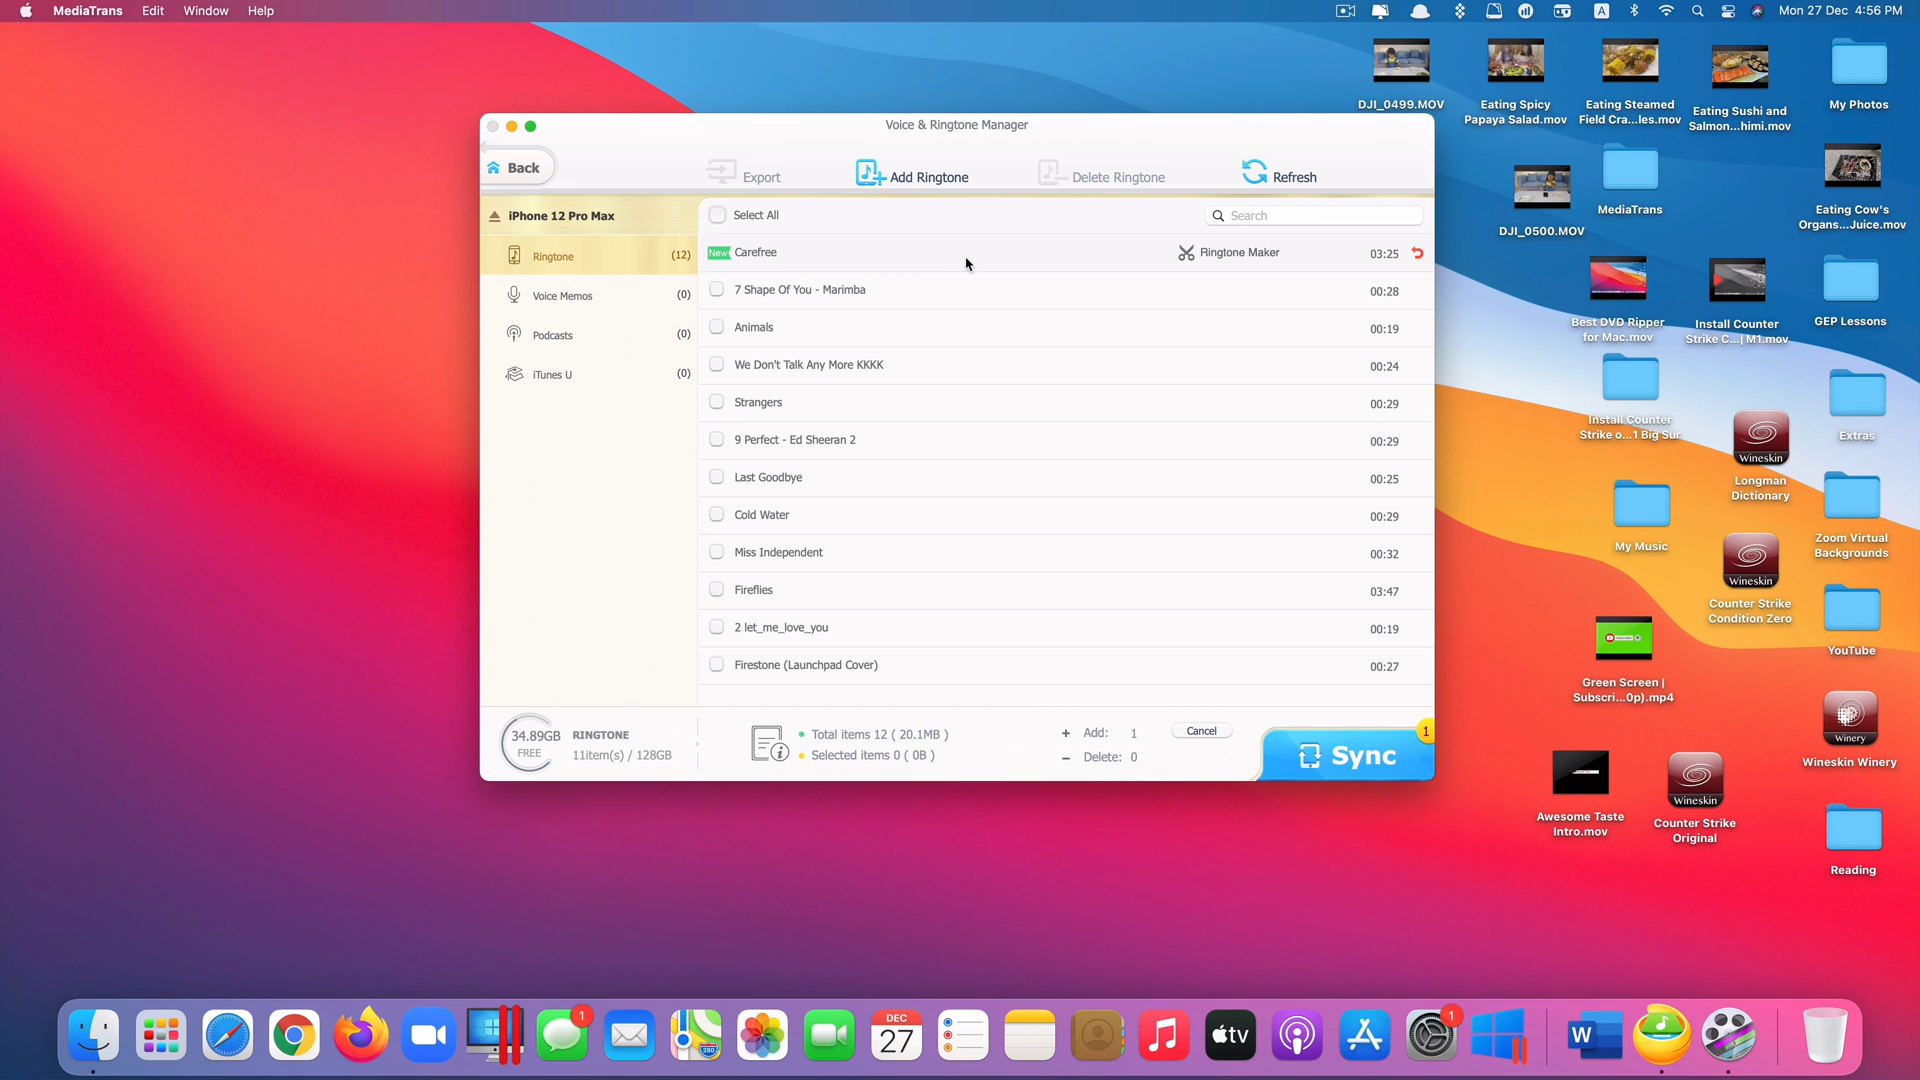 MediaTrans Edit Window Help
A
Mon 27 Dec 4:56 PM
DJI_0499.MOV
Eating Spicy
Papaya Salad.mov
Eating Steamed
Field Cra...les.mov
Eating Sushi and
Salmon...himi.mov
My Photos
DJI_0500.MOV
MediaTrans
Eating Cow's
Organs...Juice.mov
Best DVD Ripper
for Mac.mov
Install Counter
Strike C...| M1.mov
GEP Lessons
Install Counter
Strike o...1 Big Sur
Wineskin
Longman
Dictionary
Extras
My Music
Wineskin
Counter Strike
Condition Zero
Zoom Virtual
Backgrounds
YouTube
Green Screen |
Subscri...0p).mp4
Winery
Wineskin Winery
Awesome Taste
Intro.mov
Wineskin
Counter Strike
Original
Reading
Voice & Ringtone Manager
Back
Export
Add Ringtone
Delete Ringtone
Refresh
iPhone 12 Pro Max
Ringtone (12)
Voice Memos (0)
Podcasts (0)
iTunes U (0)
Select All
Search
New Carefree Ringtone Maker 03:25
7 Shape Of You - Marimba 00:28
Animals 00:19
We Don't Talk Any More KKKK 00:24
Strangers 00:29
9 Perfect - Ed Sheeran 2 00:29
Last Goodbye 00:25
Cold Water 00:29
Miss Independent 00:32
Fireflies 03:47
2 let_me_love_you 00:19
Firestone (Launchpad Cover) 00:27
34.89GB
FREE
RINGTONE
11item(s) / 128GB
Total items 12 ( 20.1MB )
Selected items 0 ( 0B )
+ Add: 1
- Delete: 0
Cancel
Sync
1
1
280
DEC
27
tv
1
W